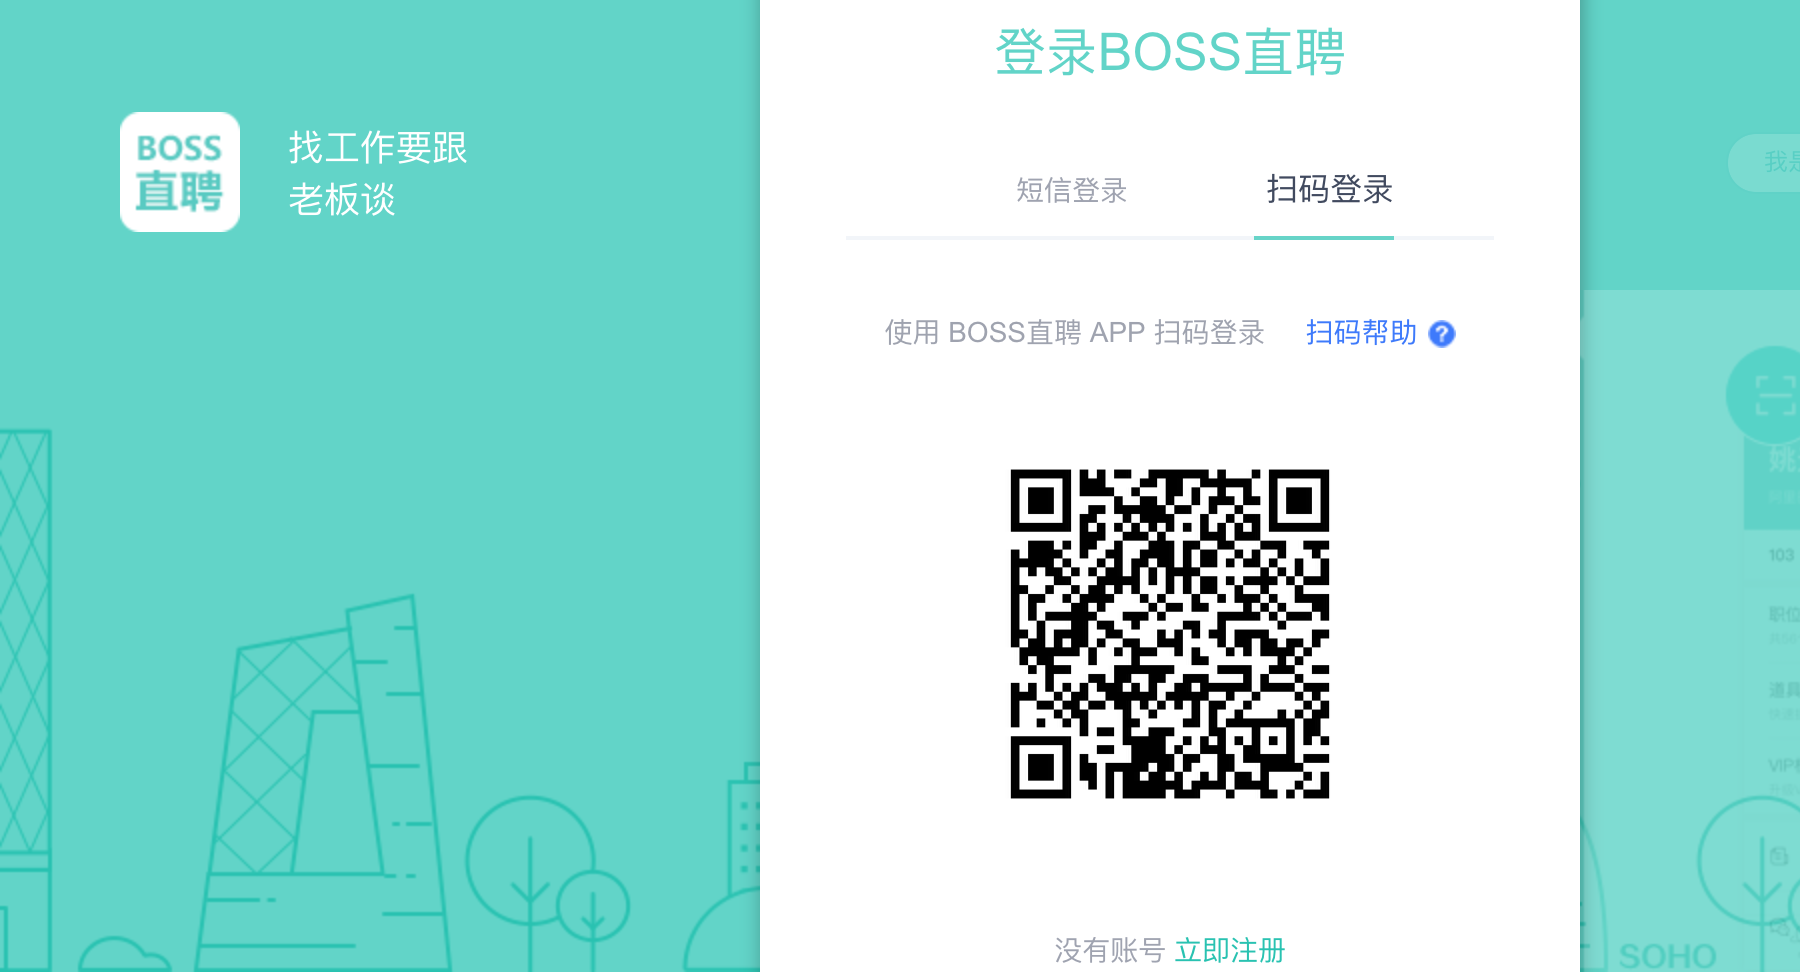 登录BOSS直聘
BOSS
直聘
找工作要跟
老板谈
短信登录
扫码登录
使用 BOSS直聘 APP 扫码登录
扫码帮助 ?
没有账号 立即注册
我是
姚
103
职位
道具
VIP
SOHO